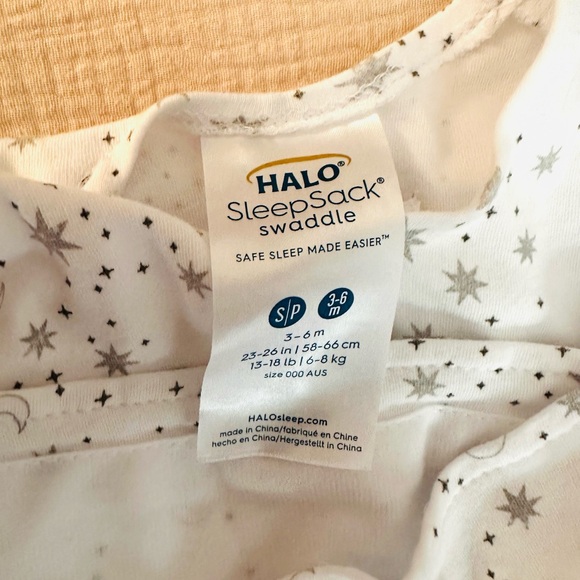 HALO®
SleepSack®
swaddle
SAFE SLEEP MADE EASIER™
S/P 3-6 m
3-6 m
23-26 in | 58-66 cm
13-18 lb | 6-8 kg
size 000 AUS
HALOsleep.com
made in China/fabriqué en Chine
hecho en China/Hergestellt in China